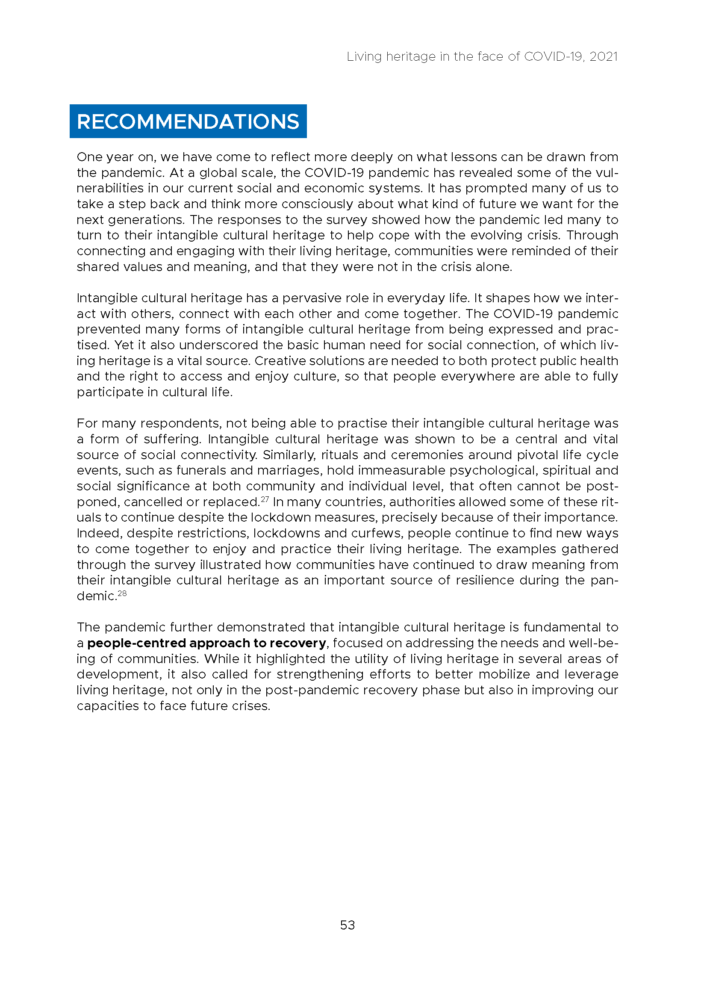 Living heritage in the face of COVID-19, 2021
RECOMMENDATIONS
One year on, we have come to reflect more deeply on what lessons can be drawn from
the pandemic. At a global scale, the COVID-19 pandemic has revealed some of the vul-
nerabilities in our current social and economic systems. It has prompted many of us to
take a step back and think more consciously about what kind of future we want for the
next generations. The responses to the survey showed how the pandemic led many to
turn to their intangible cultural heritage to help cope with the evolving crisis. Through
connecting and engaging with their living heritage, communities were reminded of their
shared values and meaning, and that they were not in the crisis alone.
Intangible cultural heritage has a pervasive role in everyday life. It shapes how we inter-
act with others, connect with each other and come together. The COVID-19 pandemic
prevented many forms of intangible cultural heritage from being expressed and prac-
tised. Yet it also underscored the basic human need for social connection, of which liv-
ing heritage is a vital source. Creative solutions are needed to both protect public health
and the right to access and enjoy culture, so that people everywhere are able to fully
participate in cultural life.
For many respondents, not being able to practise their intangible cultural heritage was
a form of suffering. Intangible cultural heritage was shown to be a central and vital
source of social connectivity. Similarly, rituals and ceremonies around pivotal life cycle
events, such as funerals and marriages, hold immeasurable psychological, spiritual and
social significance at both community and individual level, that often cannot be post-
poned, cancelled or replaced.27 In many countries, authorities allowed some of these rit-
uals to continue despite the lockdown measures, precisely because of their importance.
Indeed, despite restrictions, lockdowns and curfews, people continue to find new ways
to come together to enjoy and practice their living heritage. The examples gathered
through the survey illustrated how communities have continued to draw meaning from
their intangible cultural heritage as an important source of resilience during the pan-
demic.28
The pandemic further demonstrated that intangible cultural heritage is fundamental to
a people-centred approach to recovery, focused on addressing the needs and well-be-
ing of communities. While it highlighted the utility of living heritage in several areas of
development, it also called for strengthening efforts to better mobilize and leverage
living heritage, not only in the post-pandemic recovery phase but also in improving our
capacities to face future crises.
53